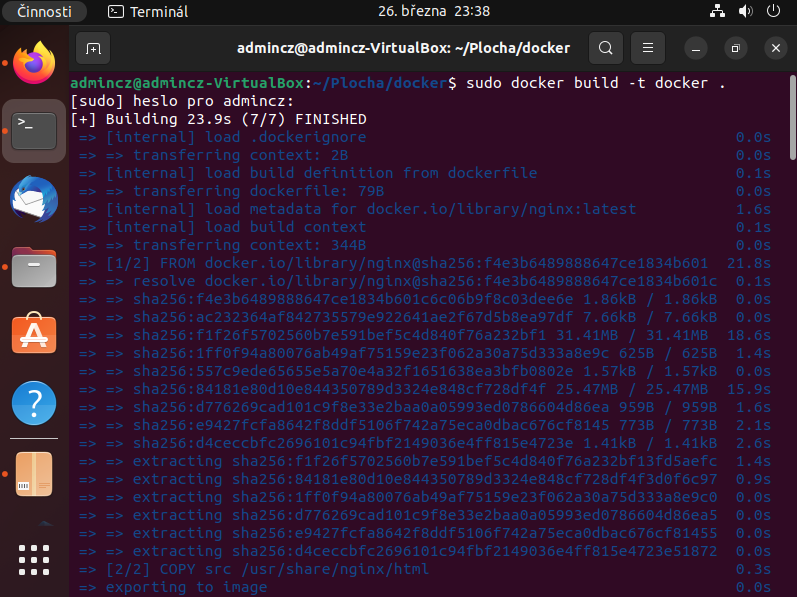 Činnosti
Terminál
26. března 23:38
admincz@admincz-VirtualBox: ~/Plocha/docker
admincz@admincz-VirtualBox:~/Plocha/docker$ sudo docker build -t docker .
[sudo] heslo pro admincz:
[+] Building 23.9s (7/7) FINISHED
=> [internal] load .dockerignore 0.0s
=> => transferring context: 2B 0.0s
=> [internal] load build definition from dockerfile 0.1s
=> => transferring dockerfile: 79B 0.0s
=> [internal] load metadata for docker.io/library/nginx:latest 1.6s
=> [internal] load build context 0.1s
=> => transferring context: 344B 0.0s
=> [1/2] FROM docker.io/library/nginx@sha256:f4e3b6489888647ce1834b601 21.8s
=> => resolve docker.io/library/nginx@sha256:f4e3b6489888647ce1834b601c 0.1s
=> => sha256:f4e3b6489888647ce1834b601c6c06b9f8c03dee6e 1.86kB / 1.86kB 0.0s
=> => sha256:ac232364af842735579e922641ae2f67d5b8ea97df 7.66kB / 7.66kB 0.0s
=> => sha256:f1f26f5702560b7e591bef5c4d840f76a232bf1 31.41MB / 31.41MB 18.6s
=> => sha256:1ff0f94a80076ab49af75159e23f062a30a75d333a8e9c 625B / 625B 1.4s
=> => sha256:557c9ede65655e5a70e4a32f1651638ea3bfb0802e 1.57kB / 1.57kB 0.0s
=> => sha256:84181e80d10e844350789d3324e848cf728df4f 25.47MB / 25.47MB 15.9s
=> => sha256:d776269cad101c9f8e33e2baa0a05993ed0786604d86ea 959B / 959B 1.6s
=> => sha256:e9427fcfa8642f8ddf5106f742a75eca0dbac676cf8145 773B / 773B 2.1s
=> => sha256:d4ceccbfc2696101c94fbf2149036e4ff815e4723e 1.41kB / 1.41kB 2.6s
=> => extracting sha256:f1f26f5702560b7e591bef5c4d840f76a232bf13fd5aefc 1.4s
=> => extracting sha256:84181e80d10e844350789d3324e848cf728df4f3d0f6c97 0.9s
=> => extracting sha256:1ff0f94a80076ab49af75159e23f062a30a75d333a8e9c0 0.0s
=> => extracting sha256:d776269cad101c9f8e33e2baa0a05993ed0786604d86ea5 0.0s
=> => extracting sha256:e9427fcfa8642f8ddf5106f742a75eca0dbac676cf81455 0.0s
=> => extracting sha256:d4ceccbfc2696101c94fbf2149036e4ff815e4723e51872 0.0s
=> [2/2] COPY src /usr/share/nginx/html 0.3s
=> exporting to image 0.0s